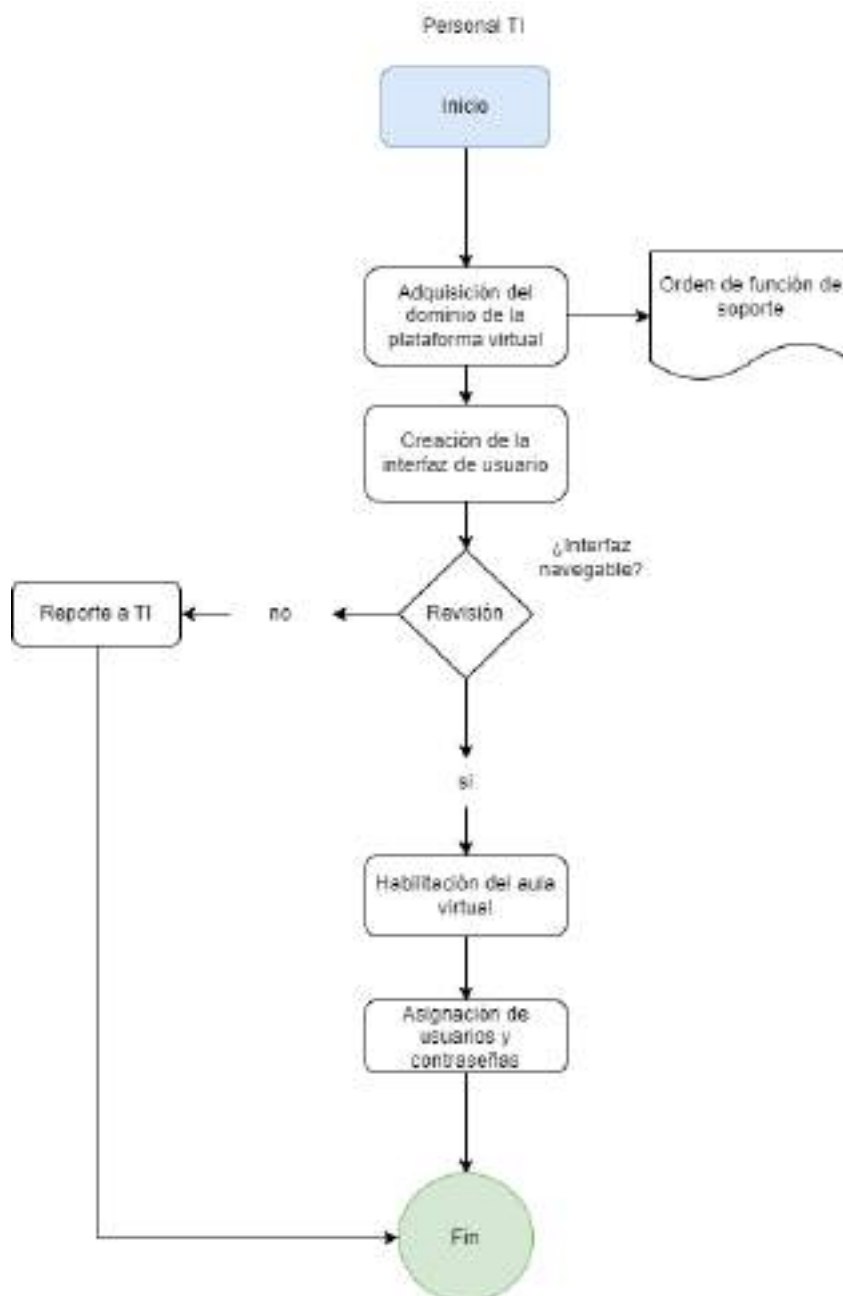 Personal TI
Inicio
Adquisición del
dominio de la
plataforma virtual
Orden de función de
soporte
Creación de la
interfaz de usuario
¿Interfaz
navegable?
Revisión
no
Reporte a TI
si
Habilitación del aula
virtual
Asignación de
usuarios y
contraseñas
Fin